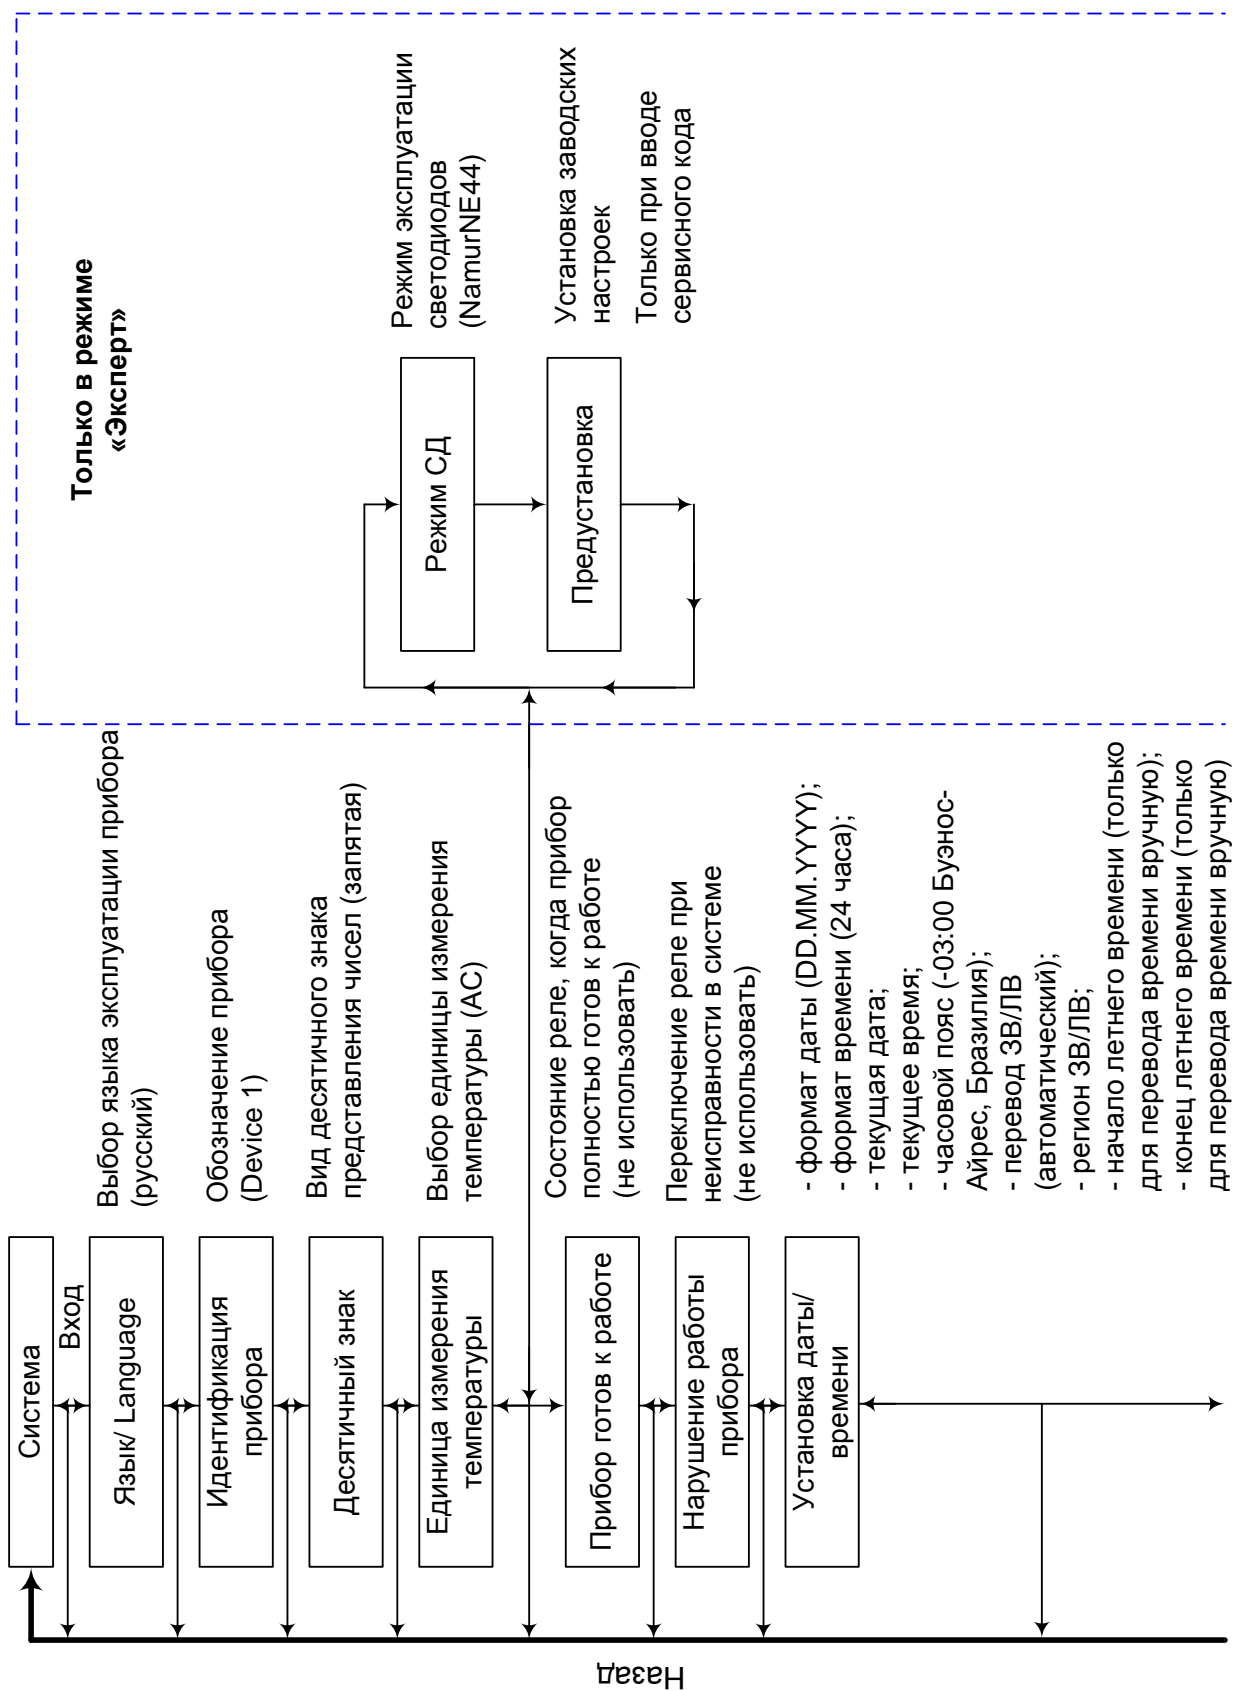 Только в режиме
«Эксперт»
Система
Вход
Язык/ Language
Выбор языка эксплуатации прибора
(русский)
Идентификация
прибора
Обозначение прибора
(Device 1)
Десятичный знак
Вид десятичного знака
представления чисел (запятая)
Единица измерения
температуры
Выбор единицы измерения
температуры (АС)
Режим СД
Режим эксплуатации
светодиодов
(NamurNE44)
Предустановка
Установка заводских
настроек
Только при вводе
сервисного кода
Прибор готов к работе
Состояние реле, когда прибор
полностью готов к работе
(не использовать)
Нарушение работы
прибора
Переключение реле при
неисправности в системе
(не использовать)
Установка даты/
времени
- формат даты (DD.MM.YYYY);
- формат времени (24 часа);
- текущая дата;
- текущее время;
- часовой пояс (-03:00 Буэнос-
Айрес, Бразилия);
- перевод ЗВ/ЛВ
(автоматический);
- регион ЗВ/ЛВ;
- начало летнего времени (только
для перевода времени вручную);
- конец летнего времени (только
для перевода времени вручную)
Назад